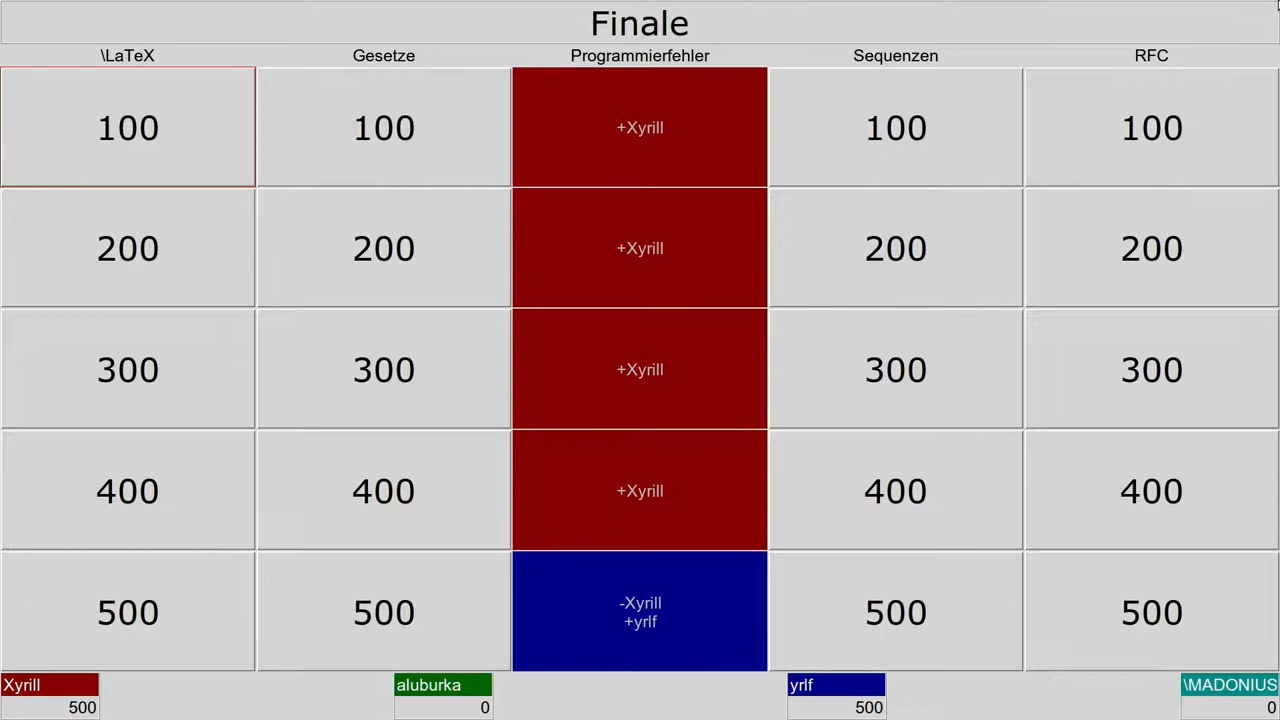 Finale
\LaTeX Gesetze Programmierfehler Sequenzen RFC
100 100 +Xyrill 100 100
200 200 +Xyrill 200 200
300 300 +Xyrill 300 300
400 400 +Xyrill 400 400
500 500 -Xyrill 500 500
+yrlf
Xyrill aluburka yrlf \MADONIUS
500 0 500 0